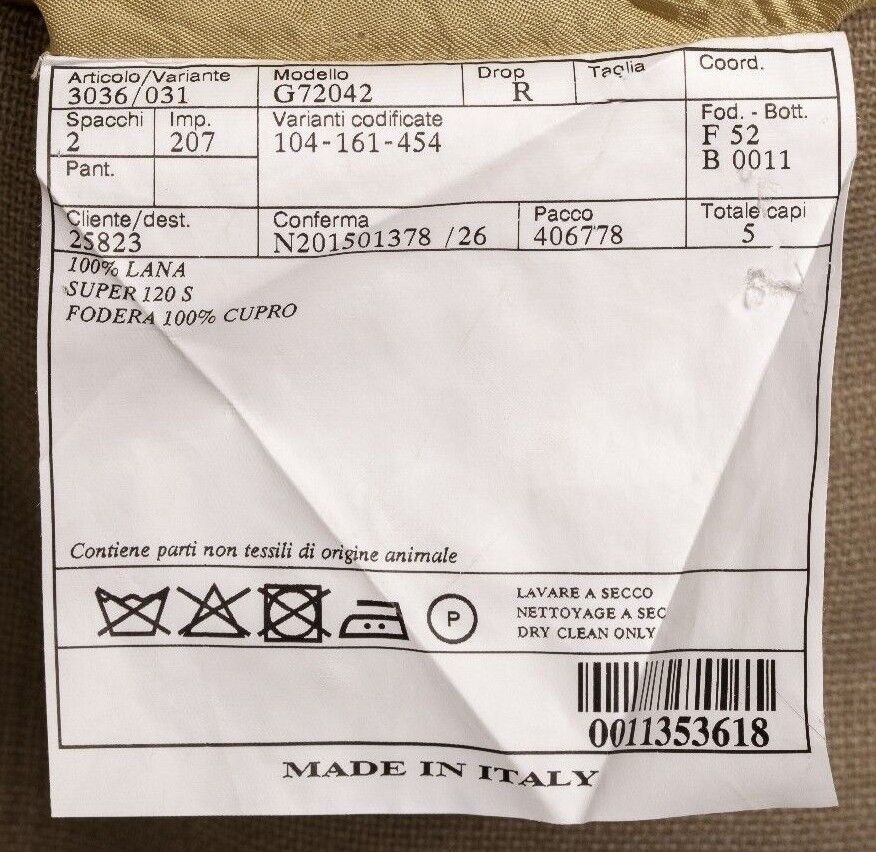 Articolo/Variante Modello Drop Taglia Coord.
3036/031 G72042 R
Spacchi Imp. Varianti codificate Fod. - Bott.
2 207 104-161-454 F 52
Pant. B 0011
Cliente/dest. Conferma Pacco Totale capi
25823 N201501378 /26 406778 5
100% LANA
SUPER 120 S
FODERA 100% CUPRO
Contiene parti non tessili di origine animale
P
LAVARE A SECCO
NETTOYAGE A SEC
DRY CLEAN ONLY
0011353618
MADE IN ITALY